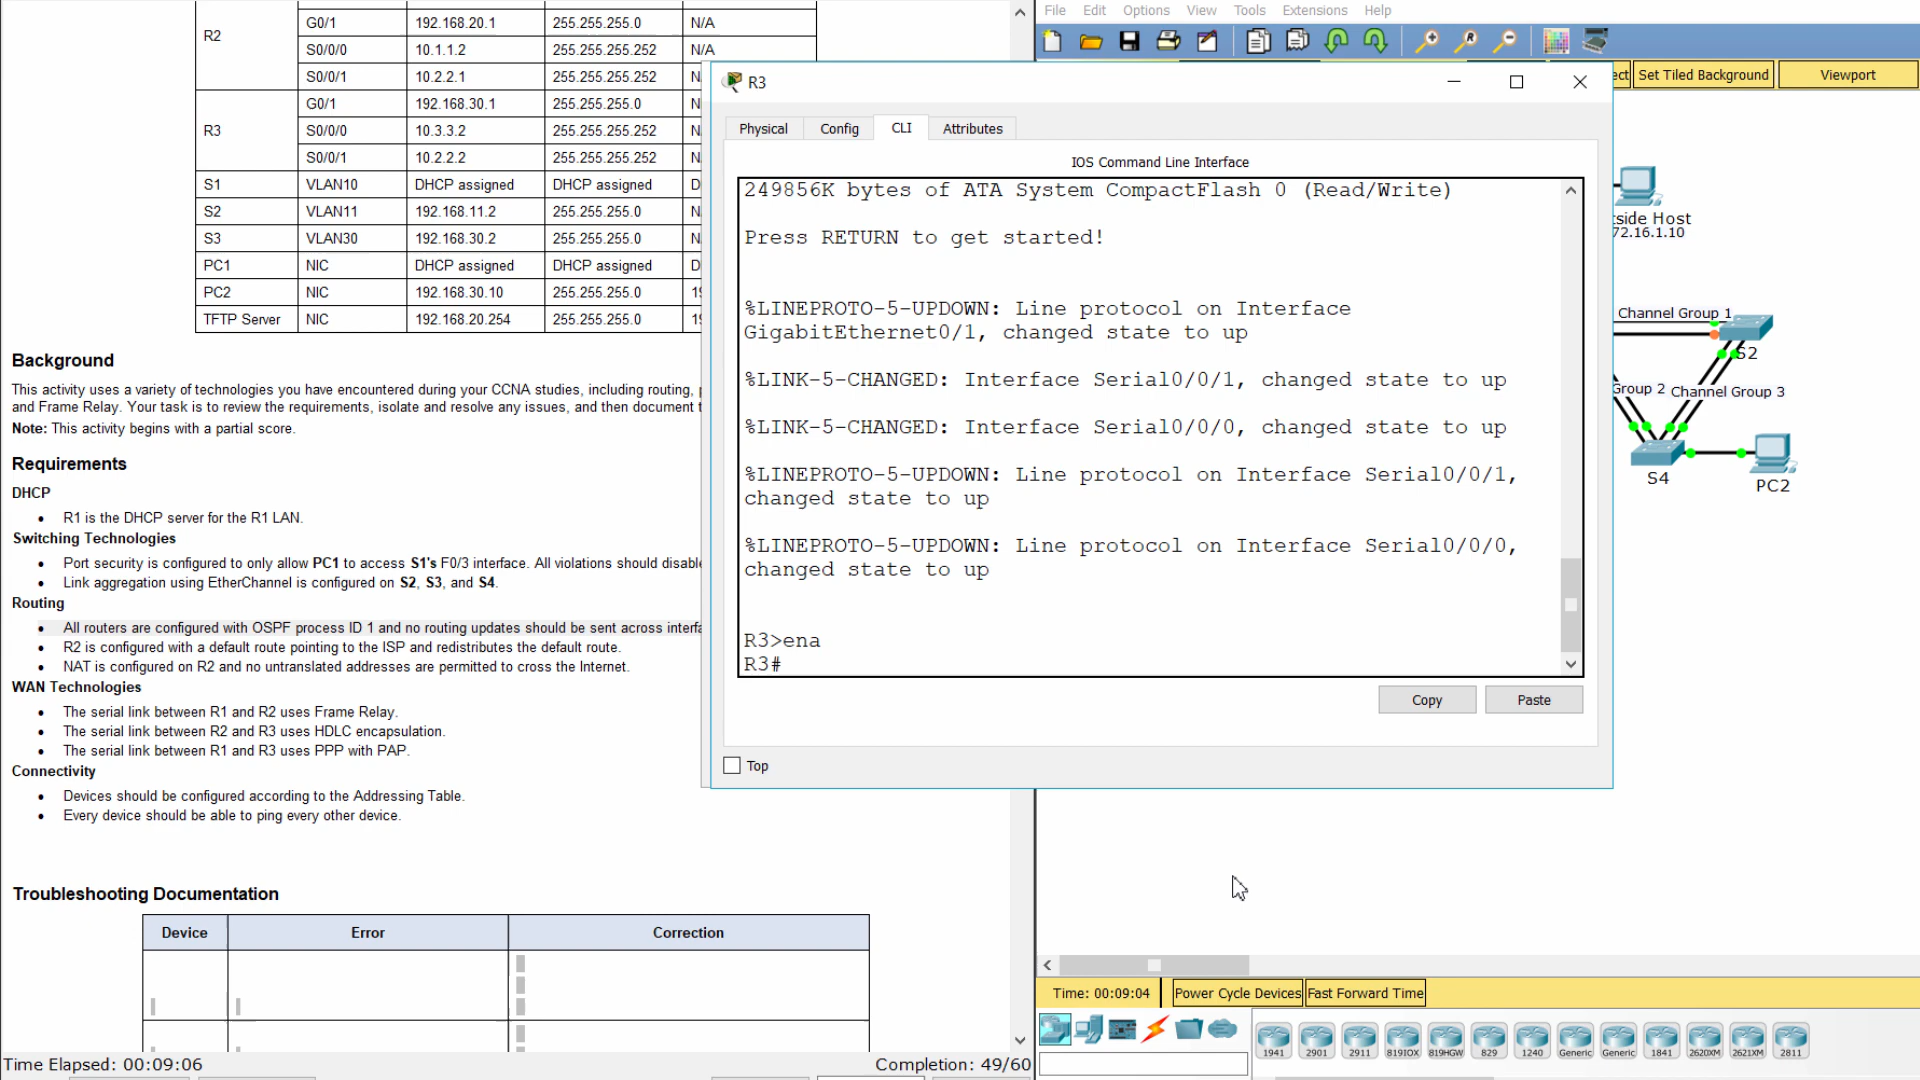 R2
G0/1 192.168.20.1 255.255.255.0 N/A
S0/0/0 10.1.1.2 255.255.255.252 N/A
S0/0/1 10.2.2.1 255.255.255.252 N
R3
G0/1 192.168.30.1 255.255.255.0 N
S0/0/0 10.3.3.2 255.255.255.252 N
S0/0/1 10.2.2.2 255.255.255.252 N
S1 VLAN10 DHCP assigned DHCP assigned D
S2 VLAN11 192.168.11.2 255.255.255.0 N
S3 VLAN30 192.168.30.2 255.255.255.0 N
PC1 NIC DHCP assigned DHCP assigned D
PC2 NIC 192.168.30.10 255.255.255.0 19
TFTP Server NIC 192.168.20.254 255.255.255.0 19
Background
This activity uses a variety of technologies you have encountered during your CCNA studies, including routing,
and Frame Relay. Your task is to review the requirements, isolate and resolve any issues, and then document
Note: This activity begins with a partial score.
Requirements
DHCP
• R1 is the DHCP server for the R1 LAN.
Switching Technologies
• Port security is configured to only allow PC1 to access S1's F0/3 interface. All violations should disable
• Link aggregation using EtherChannel is configured on S2, S3, and S4.
Routing
• All routers are configured with OSPF process ID 1 and no routing updates should be sent across interfa
• R2 is configured with a default route pointing to the ISP and redistributes the default route.
• NAT is configured on R2 and no untranslated addresses are permitted to cross the Internet.
WAN Technologies
• The serial link between R1 and R2 uses Frame Relay.
• The serial link between R2 and R3 uses HDLC encapsulation.
• The serial link between R1 and R3 uses PPP with PAP.
Connectivity
• Devices should be configured according to the Addressing Table.
• Every device should be able to ping every other device.
Troubleshooting Documentation
Device Error Correction
Time Elapsed: 00:09:06
Completion: 49/60
File Edit Options View Tools Extensions Help
ect Set Tiled Background Viewport
R3
Physical Config CLI Attributes
IOS Command Line Interface
249856K bytes of ATA System CompactFlash 0 (Read/Write)
Press RETURN to get started!
%LINEPROTO-5-UPDOWN: Line protocol on Interface
GigabitEthernet0/1, changed state to up
%LINK-5-CHANGED: Interface Serial0/0/1, changed state to up
%LINK-5-CHANGED: Interface Serial0/0/0, changed state to up
%LINEPROTO-5-UPDOWN: Line protocol on Interface Serial0/0/1,
changed state to up
%LINEPROTO-5-UPDOWN: Line protocol on Interface Serial0/0/0,
changed state to up
R3>ena
R3#
Copy Paste
Top
side Host
72.16.1.10
Channel Group 1
S2
Group 2 Channel Group 3
S4
PC2
Time: 00:09:04 Power Cycle Devices Fast Forward Time
1941 2901 2911 819IOX 819HGW 829 1240 Generic Generic 1841 2620XM 2621XM 2811